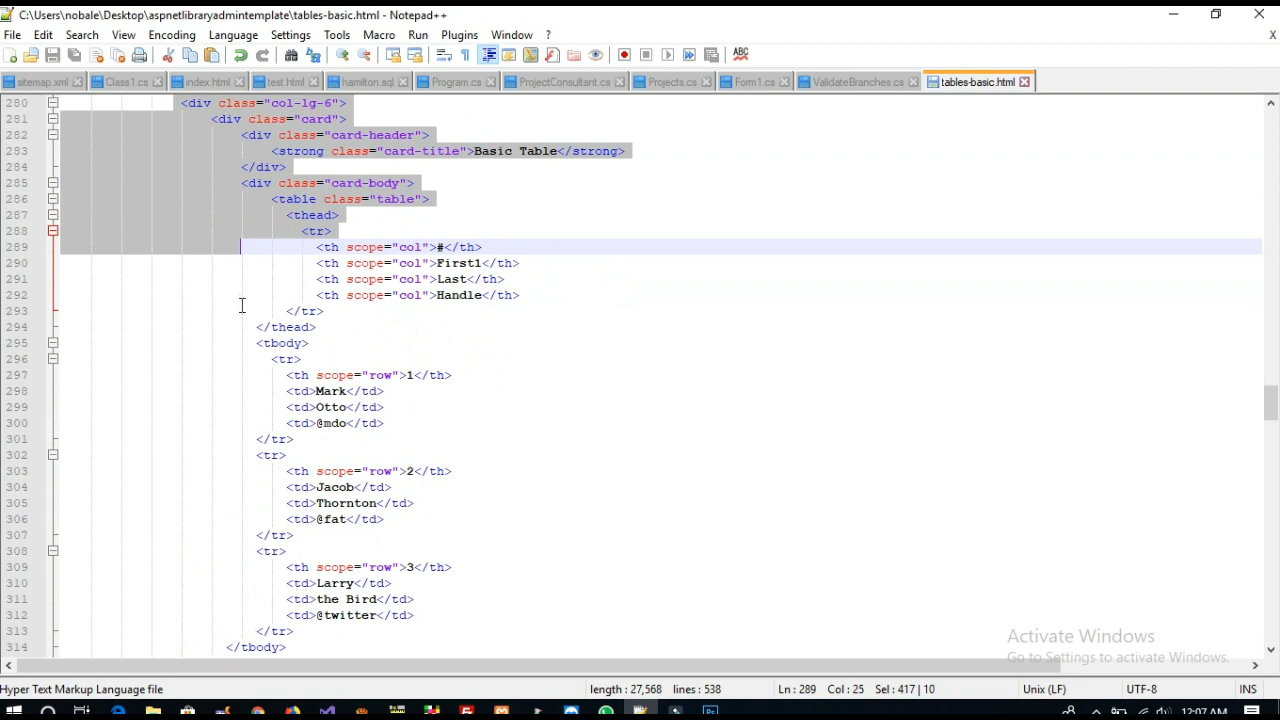 C:\Users\nobale\Desktop\aspnetlibraryadmintemplate\tables-basic.html - Notepad++
File Edit Search View Encoding Language Settings Tools Macro Run Plugins Window ? X
ABC
sitemap.xml Class1.cs index.html test.html hamilton.sql Program.cs ProjectConsultant.cs Projects.cs Form1.cs ValidateBranches.cs tables-basic.html
280 <div class="col-lg-6">
281 <div class="card">
282 <div class="card-header">
283 <strong class="card-title">Basic Table</strong>
284 </div>
285 <div class="card-body">
286 <table class="table">
287 <thead>
288 <tr>
289 <th scope="col">#</th>
290 <th scope="col">First1</th>
291 <th scope="col">Last</th>
292 <th scope="col">Handle</th>
293 </tr>
294 </thead>
295 <tbody>
296 <tr>
297 <th scope="row">1</th>
298 <td>Mark</td>
299 <td>Otto</td>
300 <td>@mdo</td>
301 </tr>
302 <tr>
303 <th scope="row">2</th>
304 <td>Jacob</td>
305 <td>Thornton</td>
306 <td>@fat</td>
307 </tr>
308 <tr>
309 <th scope="row">3</th>
310 <td>Larry</td>
311 <td>the Bird</td>
312 <td>@twitter</td>
313 </tr>
314 </tbody>
Activate Windows
Go to Settings to activate Windows.
Hyper Text Markup Language file length : 27,568 lines : 538 Ln : 289 Col : 25 Sel : 417 | 10 Unix (LF) UTF-8 INS
12:07 AM